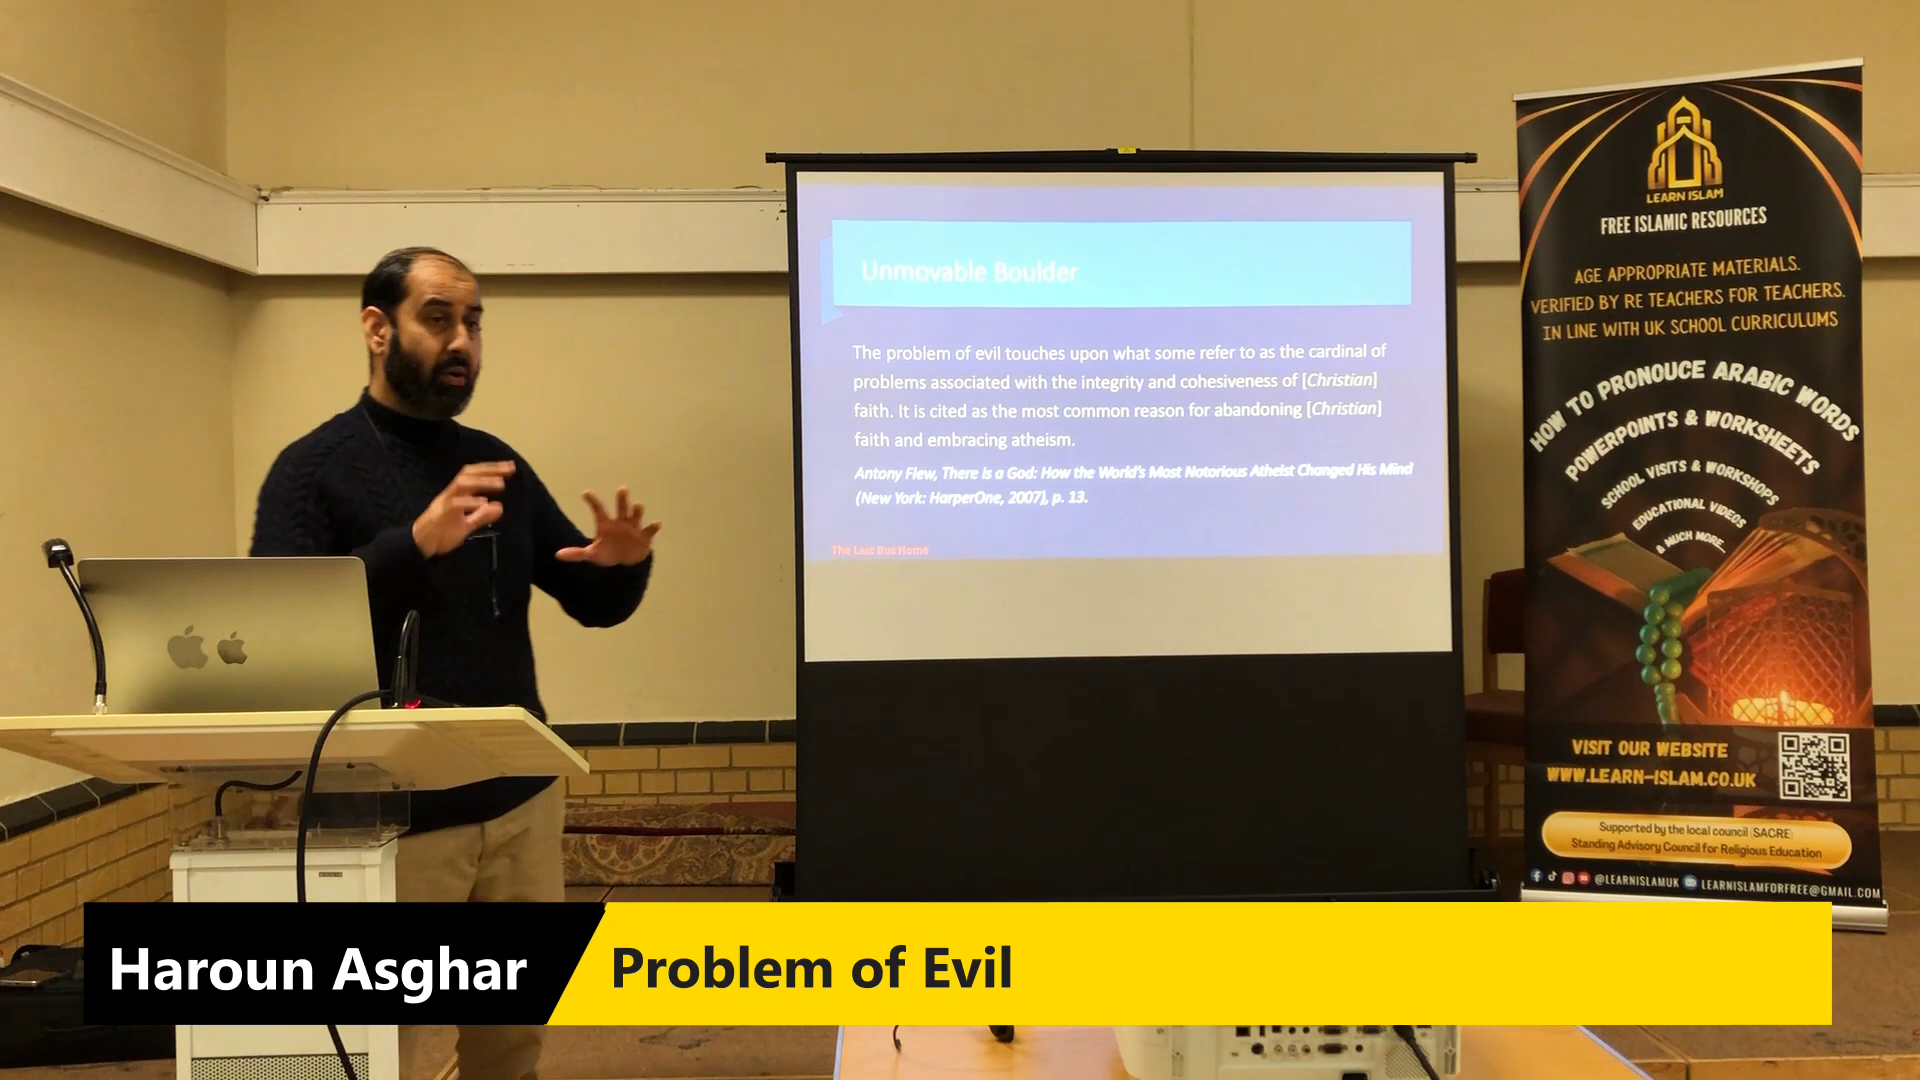 Unmovable Boulder
The problem of evil touches upon what some refer to as the cardinal of
problems associated with the integrity and cohesiveness of [Christian]
faith. It is cited as the most common reason for abandoning [Christian]
faith and embracing atheism.
Antony Flew, There Is a God: How the World's Most Notorious Atheist Changed His Mind
(New York: HarperOne, 2007), p. 13.
The Last Bus Home
LEARN ISLAM
FREE ISLAMIC RESOURCES
AGE APPROPRIATE MATERIALS.
VERIFIED BY RE TEACHERS FOR TEACHERS.
IN LINE WITH UK SCHOOL CURRICULUMS
HOW TO PRONOUCE ARABIC WORDS
POWERPOINTS & WORKSHEETS
SCHOOL VISITS & WORKSHOPS
EDUCATIONAL VIDEOS
& MUCH MORE...
VISIT OUR WEBSITE
WWW.LEARN-ISLAM.CO.UK
Supported by the local council (SACRE)
Standing Advisory Council for Religious Education
@LEARNISLAMUK LEARNISLAMFORFREE@GMAIL.COM
Haroun Asghar
Problem of Evil